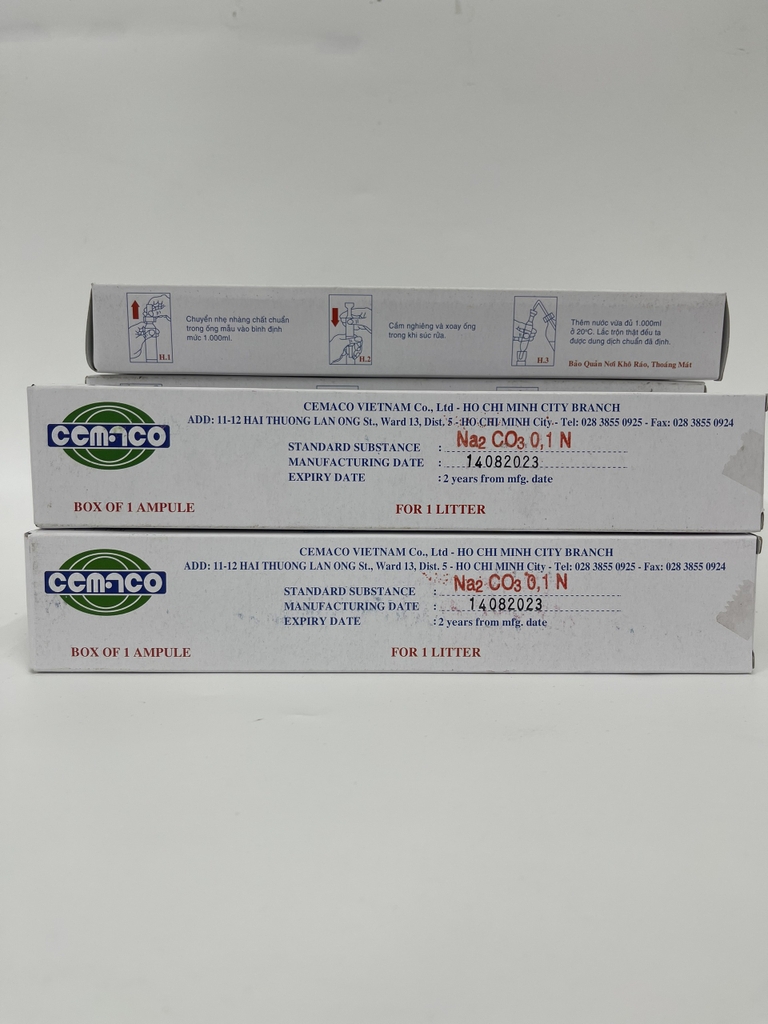 Chuyển nhẹ nhàng chất chuẩn
trong ống mẫu vào bình định
mức 1.000ml.
H.1
Cầm nghiêng và xoay ống
trong khi súc rửa.
H.2
Thêm nước vừa đủ 1.000ml
ở 20°C. Lắc trộn thật đều ta
được dung dịch chuẩn đã định.
H.3
Bảo Quản Nơi Khô Ráo, Thoáng Mát
cemaco
CEMACO VIETNAM Co., Ltd - HO CHI MINH CITY BRANCH
ADD: 11-12 HAI THUONG LAN ONG St., Ward 13, Dist. 5 - HO CHI MINH City - Tel: 028 3855 0925 - Fax: 028 3855 0924
STANDARD SUBSTANCE : Na2 CO3 0,1 N
MANUFACTURING DATE : 14082023
EXPIRY DATE : 2 years from mfg. date
BOX OF 1 AMPULE FOR 1 LITTER
cemaco
CEMACO VIETNAM Co., Ltd - HO CHI MINH CITY BRANCH
ADD: 11-12 HAI THUONG LAN ONG St., Ward 13, Dist. 5 - HO CHI MINH City - Tel: 028 3855 0925 - Fax: 028 3855 0924
STANDARD SUBSTANCE : Na2 CO3 0,1 N
MANUFACTURING DATE : 14082023
EXPIRY DATE : 2 years from mfg. date
BOX OF 1 AMPULE FOR 1 LITTER